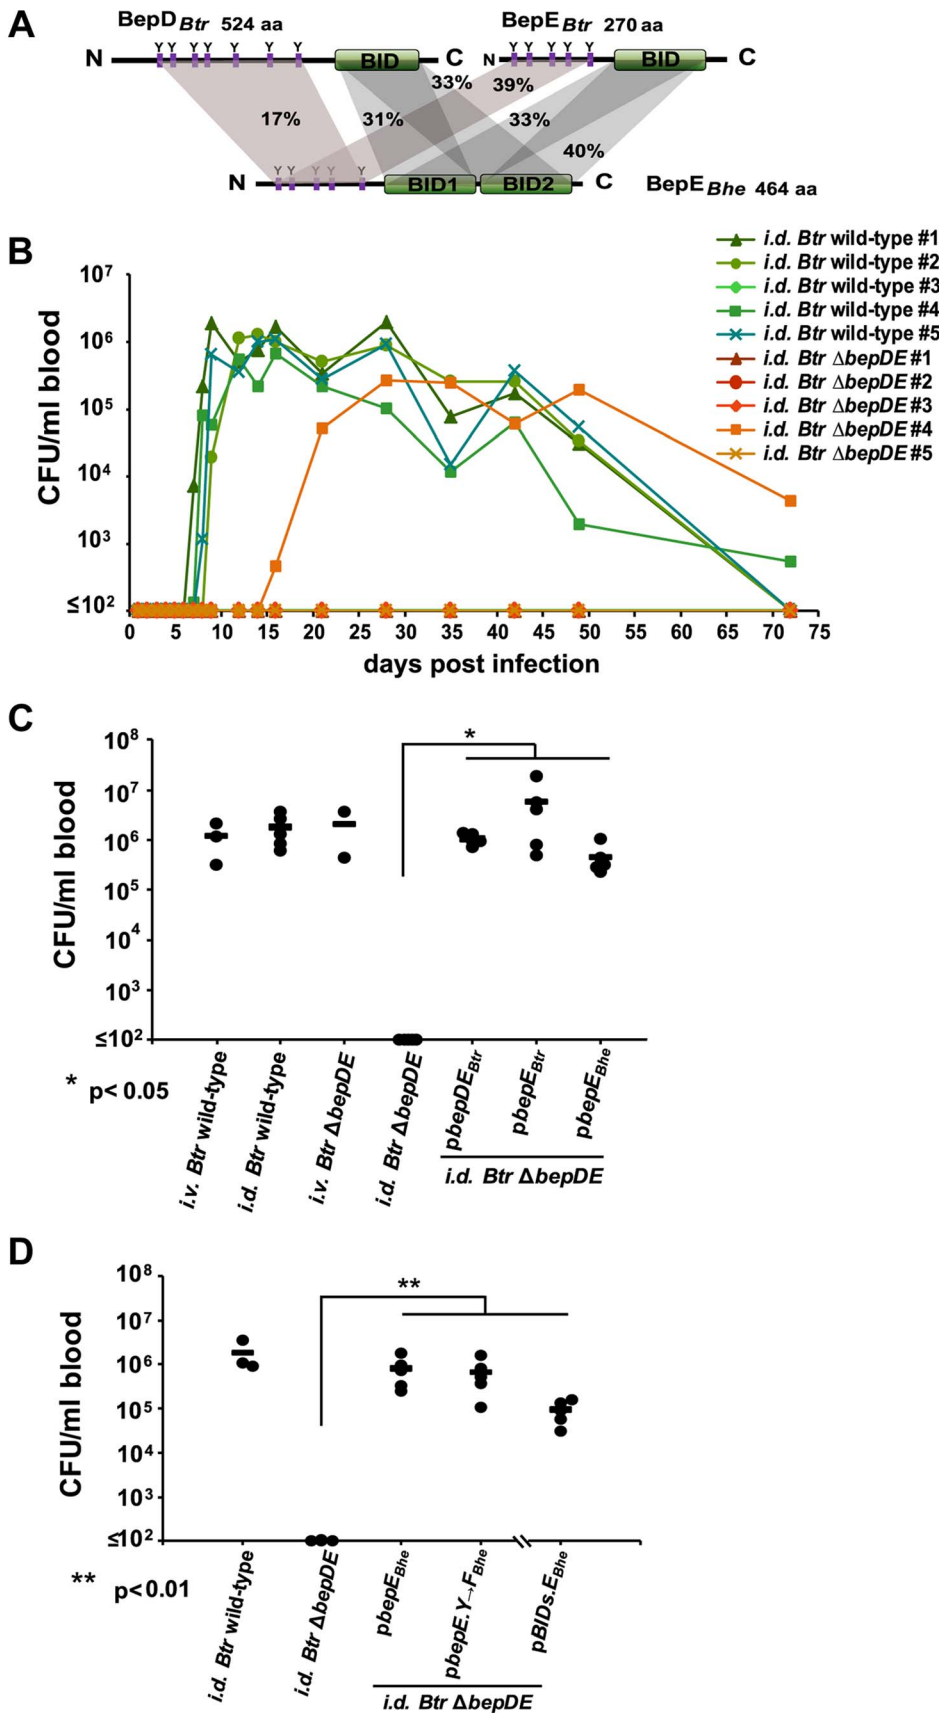 A
BepD Btr 524 aa
BepE Btr 270 aa
Y Y Y Y Y Y Y
Y Y Y Y Y
N BID C
N BID C
33% 39%
17% 31% 33%
40%
Y Y Y Y Y
N BID1 BID2 C
BepE Bhe 464 aa
B
CFU/ml blood
10⁷
10⁶
10⁵
10⁴
10³
≤10²
0 5 10 15 20 25 30 35 40 45 50 55 60 65 70 75
days post infection
i.d. Btr wild-type #1
i.d. Btr wild-type #2
i.d. Btr wild-type #3
i.d. Btr wild-type #4
i.d. Btr wild-type #5
i.d. Btr ΔbepDE #1
i.d. Btr ΔbepDE #2
i.d. Btr ΔbepDE #3
i.d. Btr ΔbepDE #4
i.d. Btr ΔbepDE #5
C
CFU/ml blood
10⁸
10⁷
10⁶
10⁵
10⁴
10³
≤10²
*
* p< 0.05
i.v. Btr wild-type
i.d. Btr wild-type
i.v. Btr ΔbepDE
i.d. Btr ΔbepDE
pbepDE Btr
pbepE Btr
pbepE Bhe
i.d. Btr ΔbepDE
D
CFU/ml blood
10⁸
10⁷
10⁶
10⁵
10⁴
10³
≤10²
**
** p< 0.01
i.d. Btr wild-type
i.d. Btr ΔbepDE
pbepE Bhe
pbepE.Y→F Bhe
pBIDs.E Bhe
i.d. Btr ΔbepDE